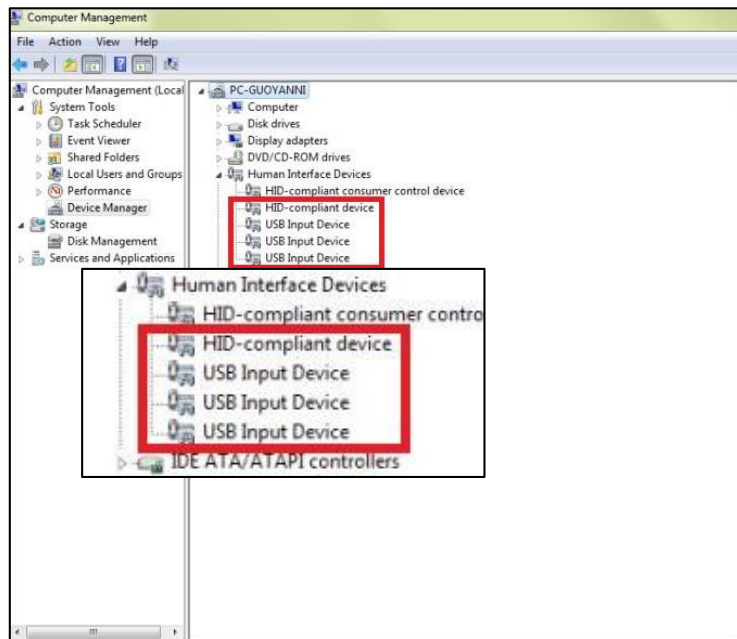 Computer Management
File Action View Help
Computer Management (Local
System Tools
Task Scheduler
Event Viewer
Shared Folders
Local Users and Groups
Performance
Device Manager
Storage
Disk Management
Services and Applications
PC-GUOYANNI
Computer
Disk drives
Display adapters
DVD/CD-ROM drives
Human Interface Devices
HID-compliant consumer control device
HID-compliant device
USB Input Device
USB Input Device
USB Input Device
Human Interface Devices
HID-compliant consumer contro
HID-compliant device
USB Input Device
USB Input Device
USB Input Device
IDE ATA/ATAPI controllers